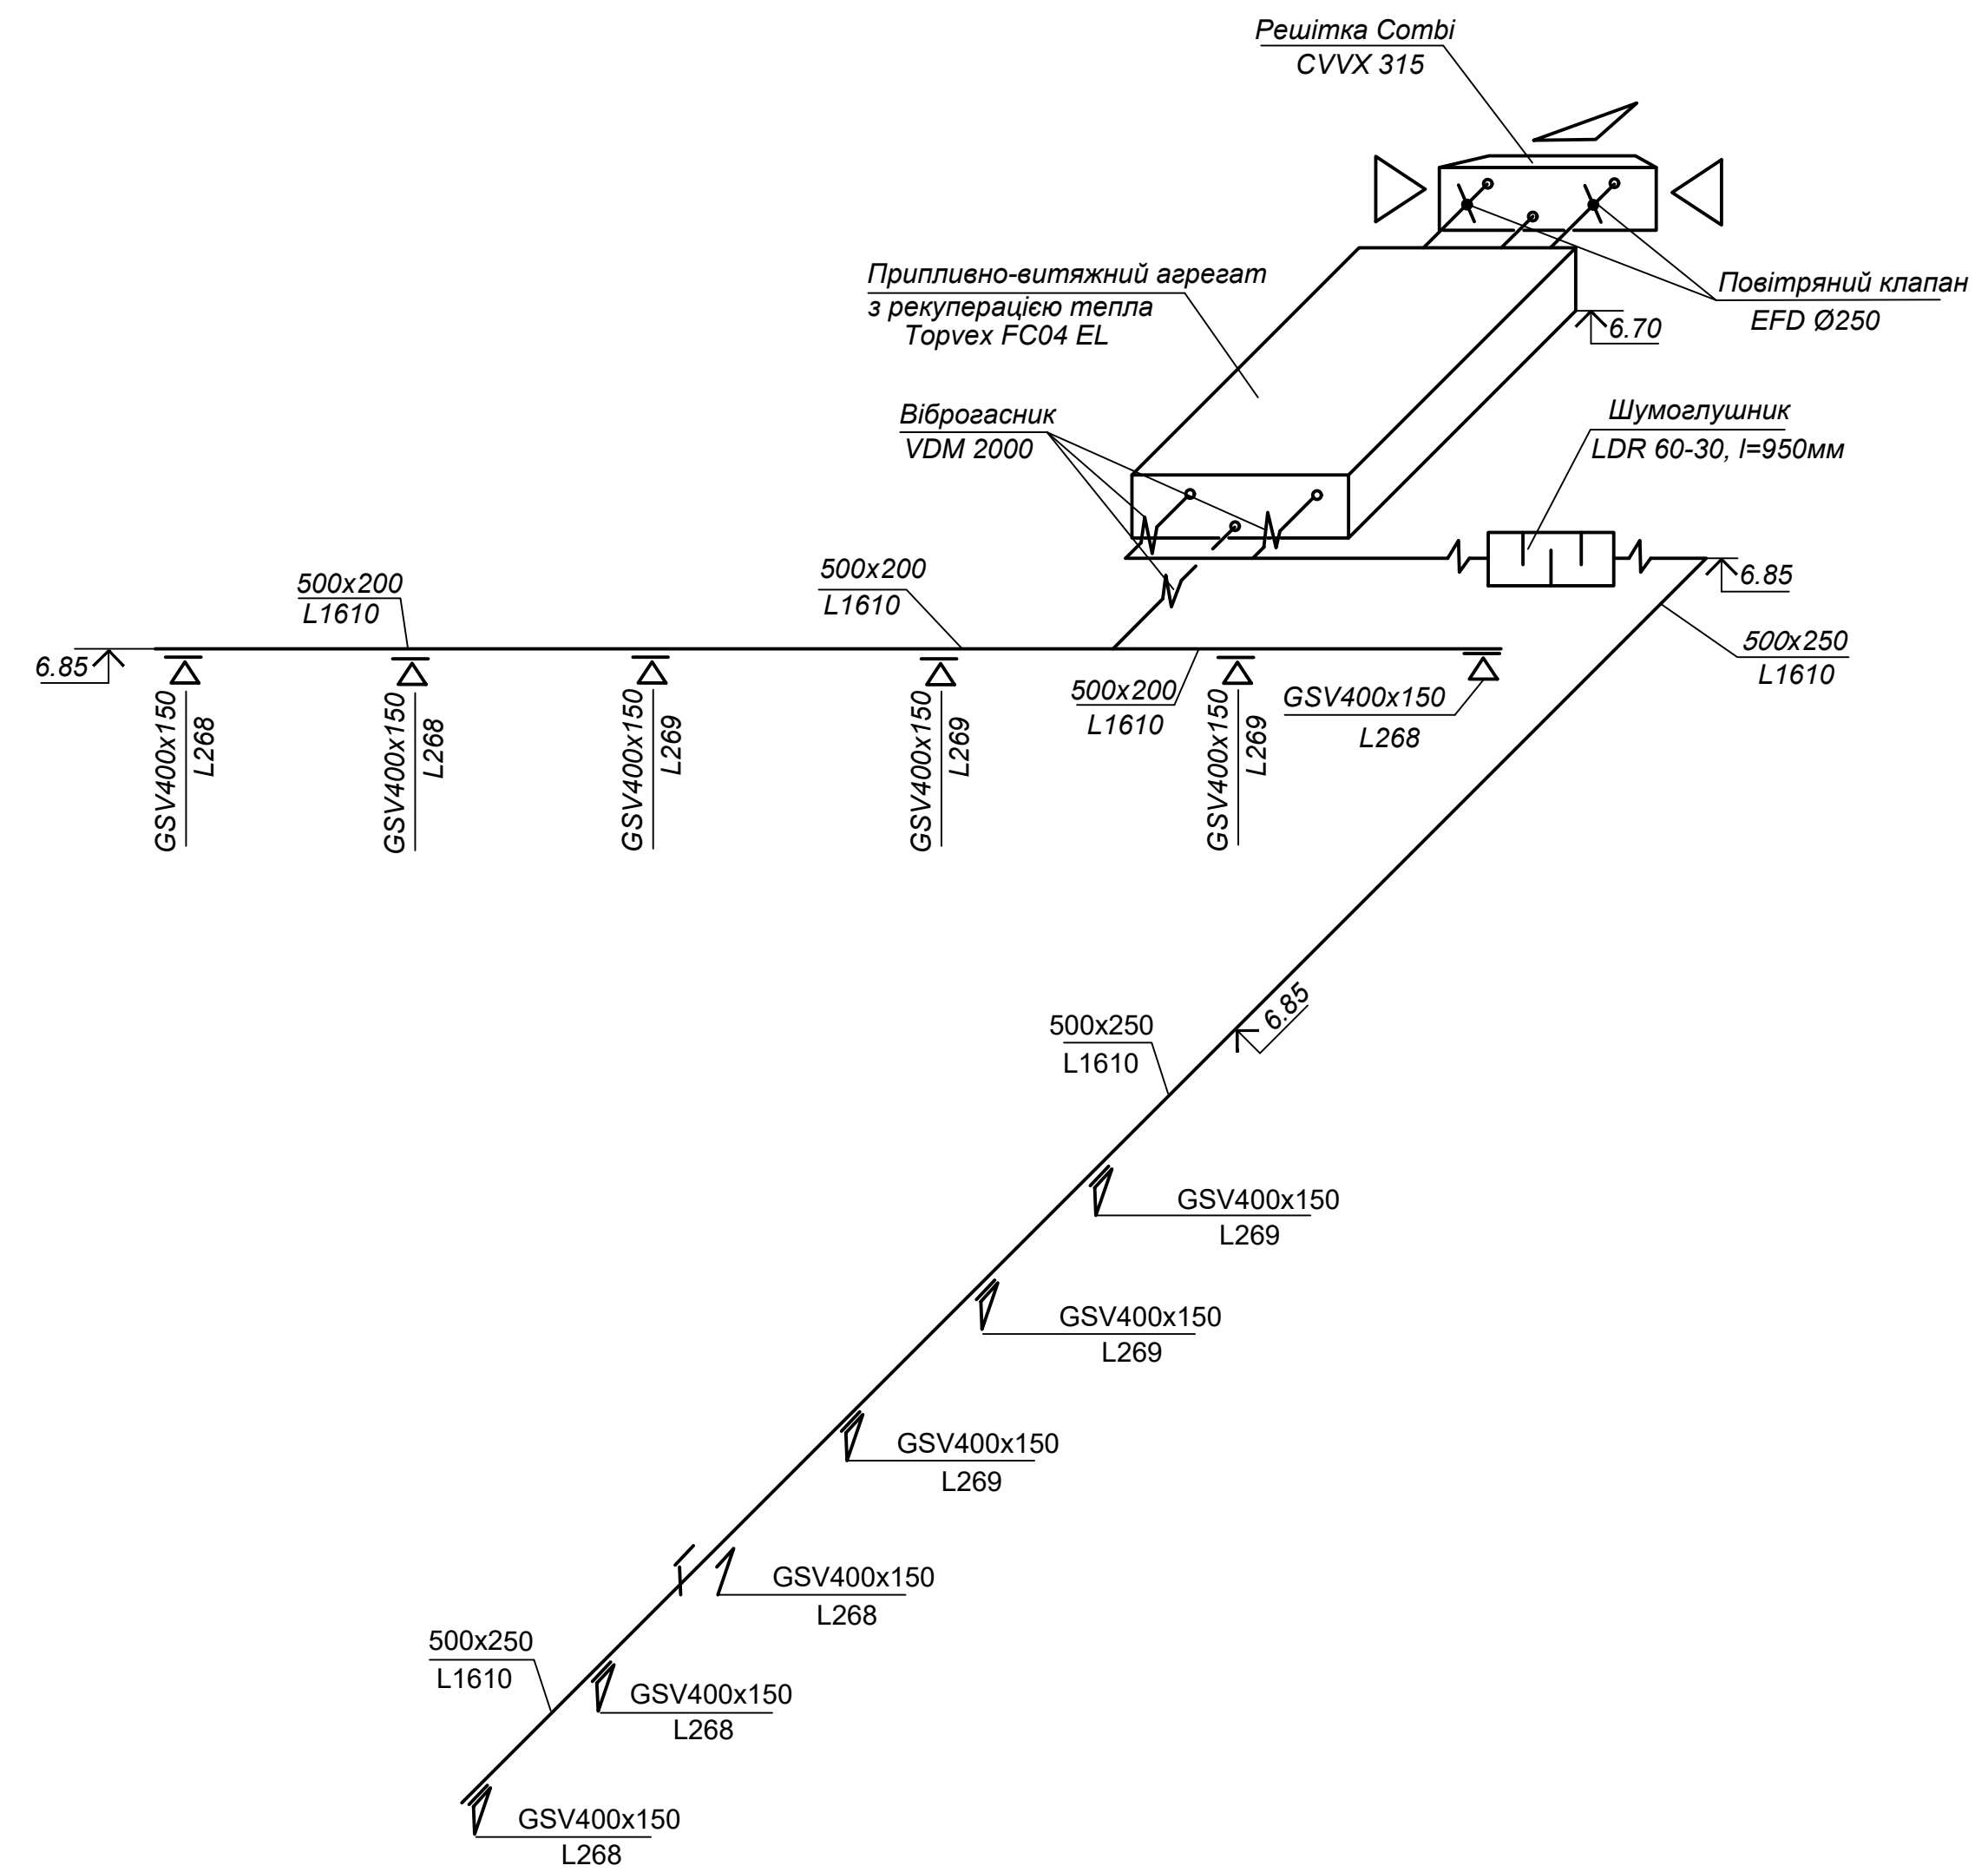 Решітка Combi
CVVX 315
Припливно-витяжний агрегат
з рекуперацією тепла
Topvex FC04 EL
Повітряний клапан
EFD Ø250
6.70
Віброгасник
VDM 2000
Шумоглушник
LDR 60-30, l=950мм
500x200
L1610
500x200
L1610
6.85
6.85
500x250
L1610
500x200
L1610
GSV400x150
L268
GSV400x150
L268
GSV400x150
L268
GSV400x150
L269
GSV400x150
L269
GSV400x150
L269
6.85
500x250
L1610
GSV400x150
L269
GSV400x150
L269
GSV400x150
L269
GSV400x150
L268
500x250
L1610
GSV400x150
L268
GSV400x150
L268